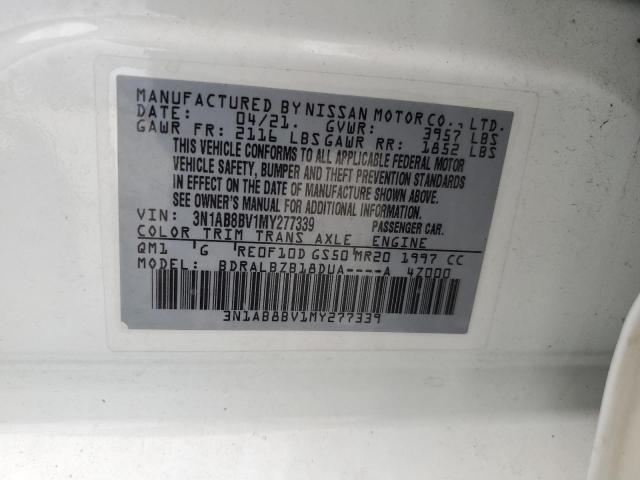 MANUFACTURED BY NISSAN MOTOR CO., LTD.
DATE: 04/21. GVWR: 3957 LBS
GAWR FR: 2116 LBS GAWR RR: 1852 LBS
THIS VEHICLE CONFORMS TO ALL APPLICABLE FEDERAL MOTOR
VEHICLE SAFETY, BUMPER AND THEFT PREVENTION STANDARDS
IN EFFECT ON THE DATE OF MANUFACTURE SHOWN ABOVE.
SEE OWNER'S MANUAL FOR ADDITIONAL INFORMATION.
VIN: 3N1AB8BV1MY277339 PASSENGER CAR.
COLOR TRIM TRANS AXLE ENGINE
QM1 G RE0F10D GS50 MR20 1997 CC
BDRALBZB18DUA----A 47000
3N1AB8BV1MY277339